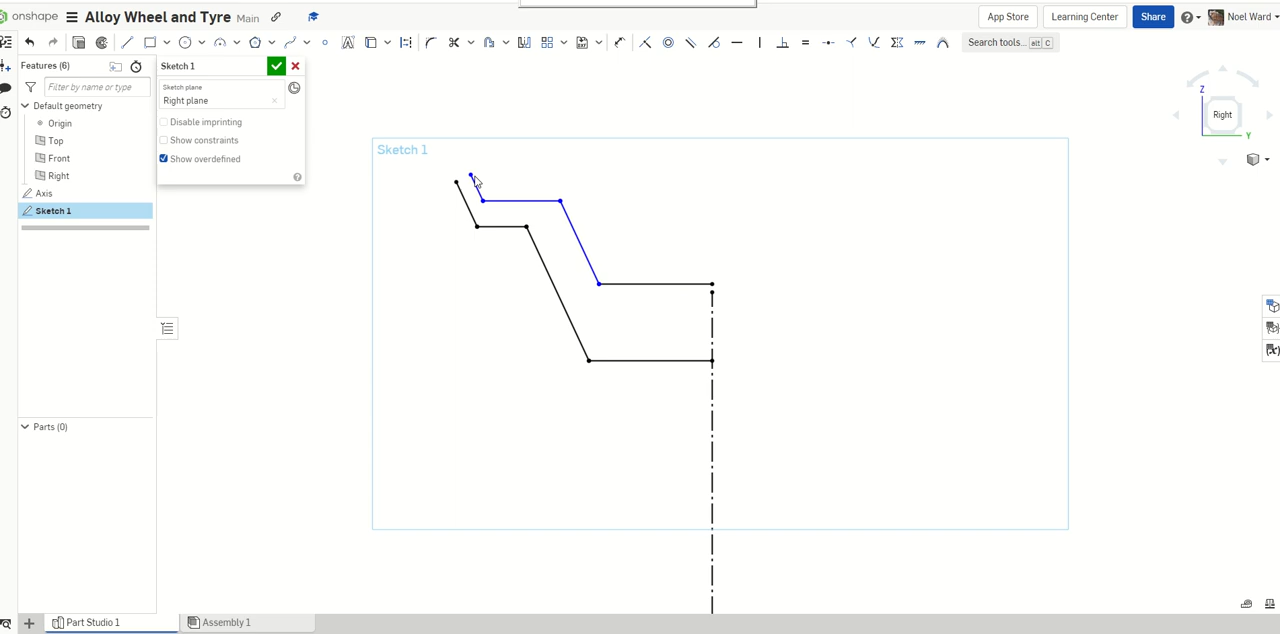 onshape Alloy Wheel and Tyre Main App Store Learning Center Share Noel Ward
Search tools... alt C
Features (6)
Sketch 1
Filter by name or type
Sketch plane
Right plane
Default geometry
Origin
Disable imprinting
Top
Show constraints
Front
Show overdefined
Right
Axis
Sketch 1
Sketch 1
Z
Right
Y
Parts (0)
Part Studio 1
Assembly 1